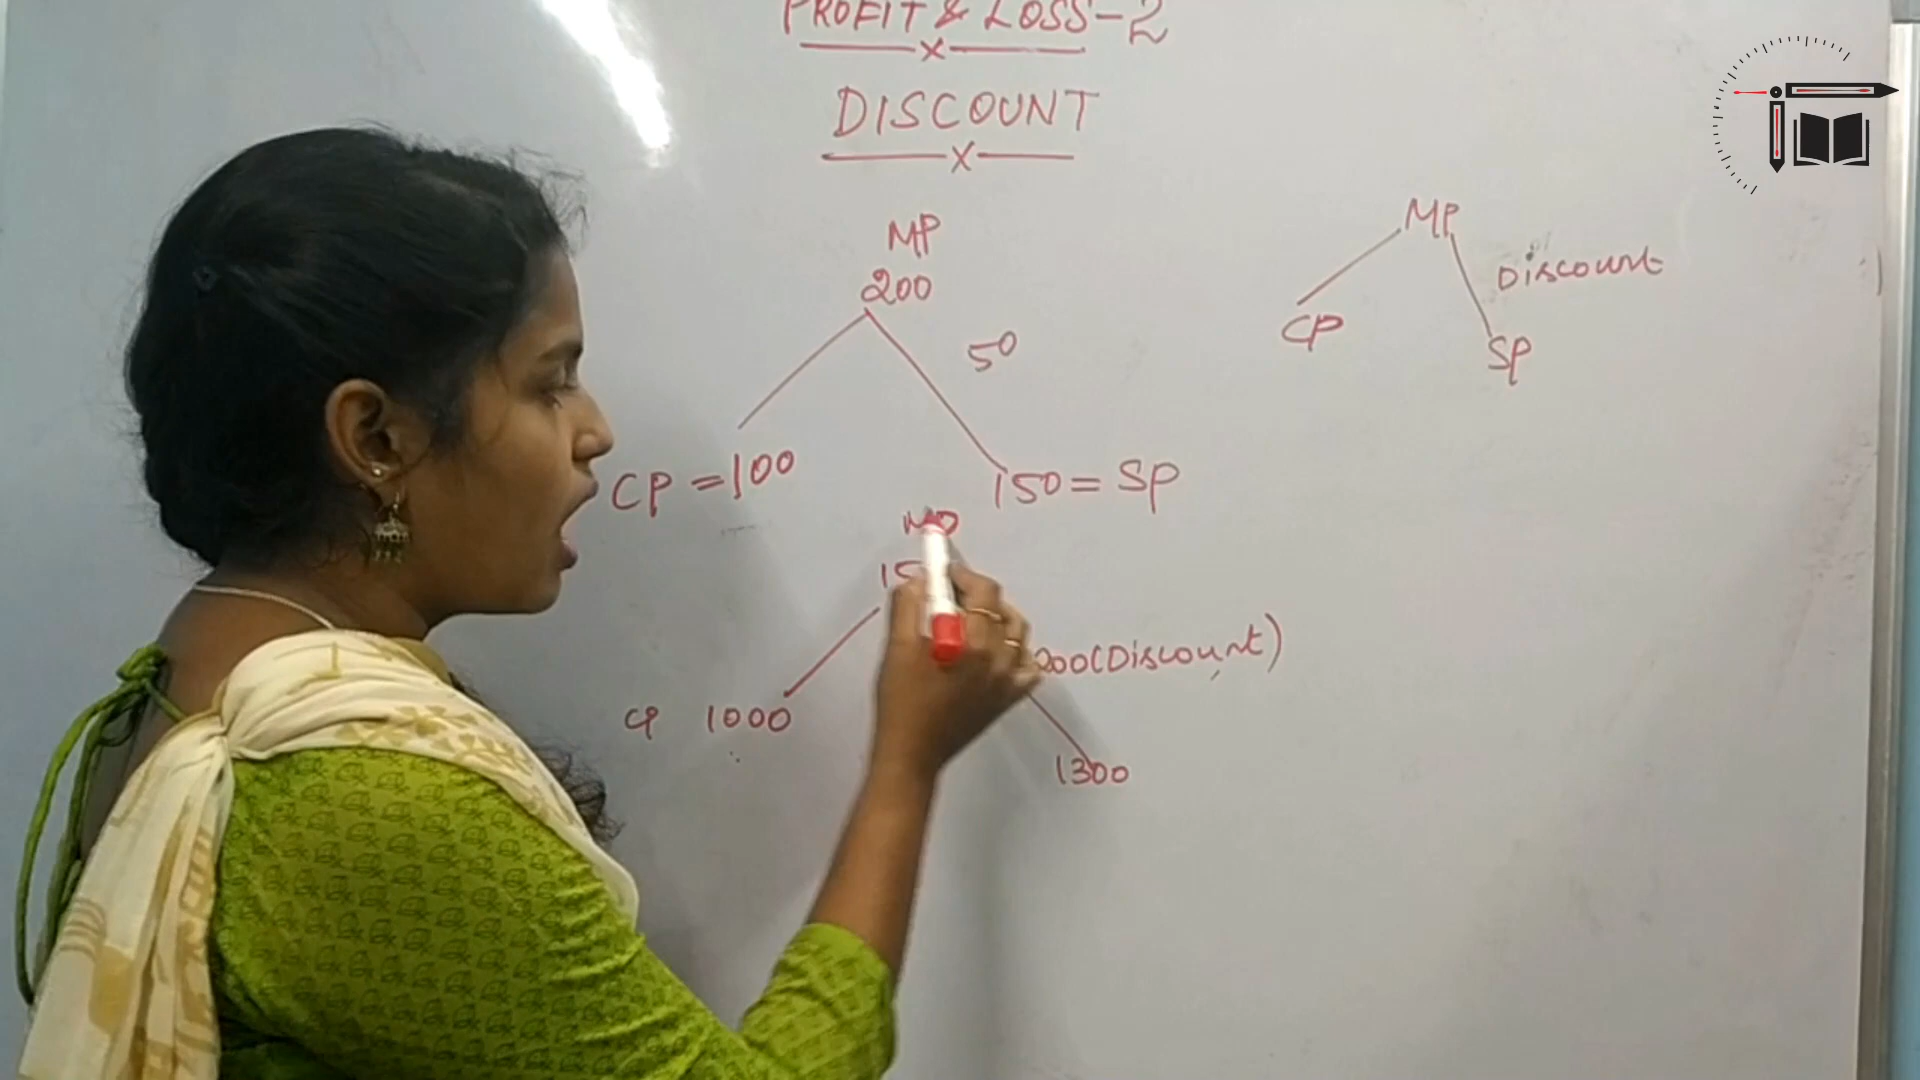 PROFIT & LOSS-2
DISCOUNT
MP
200
50
CP = 100
150 = SP
MP
200(Discount)
CP 1000
1300
MP
Discount
CP
SP